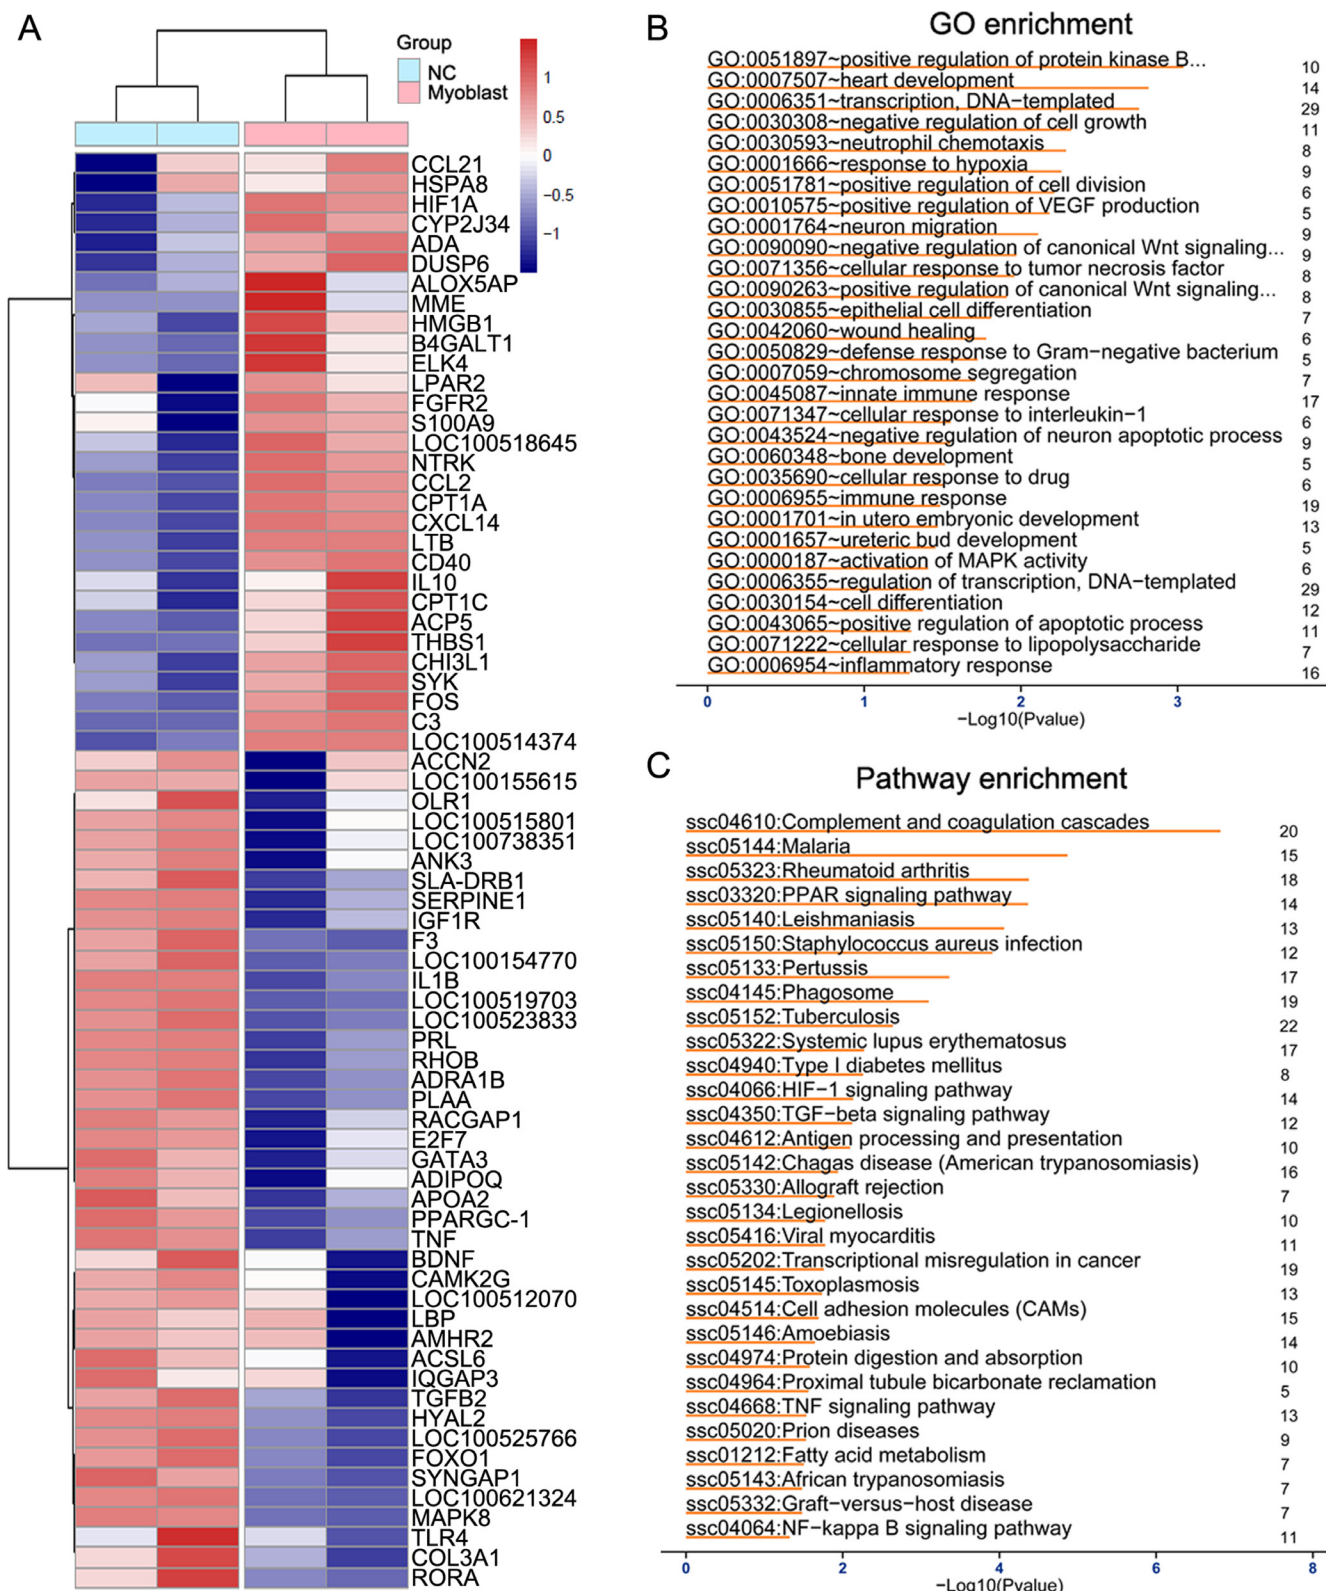 A
Group
NC
Myoblast
1
0.5
0
−0.5
−1
CCL21
HSPA8
HIF1A
CYP2J34
ADA
DUSP6
ALOX5AP
MME
HMGB1
B4GALT1
ELK4
LPAR2
FGFR2
S100A9
LOC100518645
NTRK
CCL2
CPT1A
CXCL14
LTB
CD40
IL10
CPT1C
ACP5
THBS1
CHI3L1
SYK
FOS
C3
LOC100514374
ACCN2
LOC100155615
OLR1
LOC100515801
LOC100738351
ANK3
SLA-DRB1
SERPINE1
IGF1R
F3
LOC100154770
IL1B
LOC100519703
LOC100523833
PRL
RHOB
ADRA1B
PLAA
RACGAP1
E2F7
GATA3
ADIPOQ
APOA2
PPARGC-1
TNF
BDNF
CAMK2G
LOC100512070
LBP
AMHR2
ACSL6
IQGAP3
TGFB2
HYAL2
LOC100525766
FOXO1
SYNGAP1
LOC100621324
MAPK8
TLR4
COL3A1
RORA
B
GO enrichment
GO:0051897~positive regulation of protein kinase B... 10
GO:0007507~heart development 14
GO:0006351~transcription, DNA−templated 29
GO:0030308~negative regulation of cell growth 11
GO:0030593~neutrophil chemotaxis 8
GO:0001666~response to hypoxia 9
GO:0051781~positive regulation of cell division 6
GO:0010575~positive regulation of VEGF production 5
GO:0001764~neuron migration 9
GO:0090090~negative regulation of canonical Wnt signaling... 9
GO:0071356~cellular response to tumor necrosis factor 8
GO:0090263~positive regulation of canonical Wnt signaling... 8
GO:0030855~epithelial cell differentiation 7
GO:0042060~wound healing 6
GO:0050829~defense response to Gram−negative bacterium 5
GO:0007059~chromosome segregation 7
GO:0045087~innate immune response 17
GO:0071347~cellular response to interleukin−1 6
GO:0043524~negative regulation of neuron apoptotic process 9
GO:0060348~bone development 5
GO:0035690~cellular response to drug 6
GO:0006955~immune response 19
GO:0001701~in utero embryonic development 13
GO:0001657~ureteric bud development 5
GO:0000187~activation of MAPK activity 6
GO:0006355~regulation of transcription, DNA−templated 29
GO:0030154~cell differentiation 12
GO:0043065~positive regulation of apoptotic process 11
GO:0071222~cellular response to lipopolysaccharide 7
GO:0006954~inflammatory response 16
0 1 2 3
−Log10(Pvalue)
C
Pathway enrichment
ssc04610:Complement and coagulation cascades 20
ssc05144:Malaria 15
ssc05323:Rheumatoid arthritis 18
ssc03320:PPAR signaling pathway 14
ssc05140:Leishmaniasis 13
ssc05150:Staphylococcus aureus infection 12
ssc05133:Pertussis 17
ssc04145:Phagosome 19
ssc05152:Tuberculosis 22
ssc05322:Systemic lupus erythematosus 17
ssc04940:Type I diabetes mellitus 8
ssc04066:HIF−1 signaling pathway 14
ssc04350:TGF−beta signaling pathway 12
ssc04612:Antigen processing and presentation 10
ssc05142:Chagas disease (American trypanosomiasis) 16
ssc05330:Allograft rejection 7
ssc05134:Legionellosis 10
ssc05416:Viral myocarditis 11
ssc05202:Transcriptional misregulation in cancer 19
ssc05145:Toxoplasmosis 13
ssc04514:Cell adhesion molecules (CAMs) 15
ssc05146:Amoebiasis 14
ssc04974:Protein digestion and absorption 10
ssc04964:Proximal tubule bicarbonate reclamation 5
ssc04668:TNF signaling pathway 13
ssc05020:Prion diseases 9
ssc01212:Fatty acid metabolism 7
ssc05143:African trypanosomiasis 7
ssc05332:Graft−versus−host disease 7
ssc04064:NF−kappa B signaling pathway 11
0 2 4 6 8
−Log10(Pvalue)